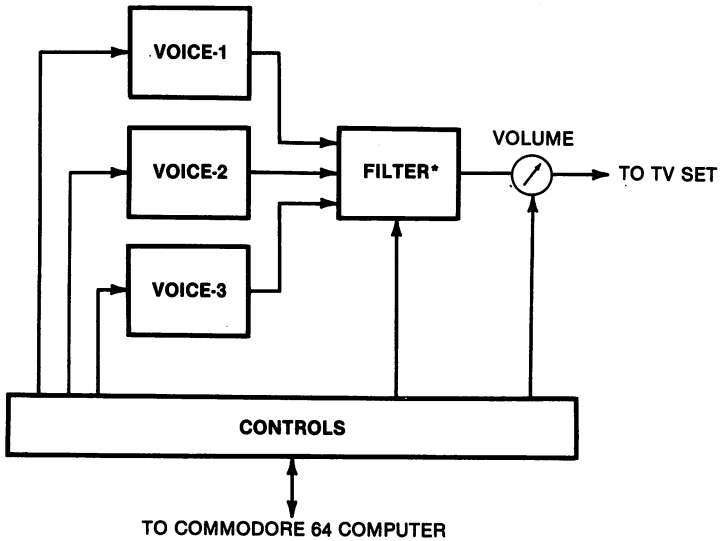 VOICE-1
VOICE-2
VOICE-3
FILTER*
VOLUME
TO TV SET
CONTROLS
TO COMMODORE 64 COMPUTER